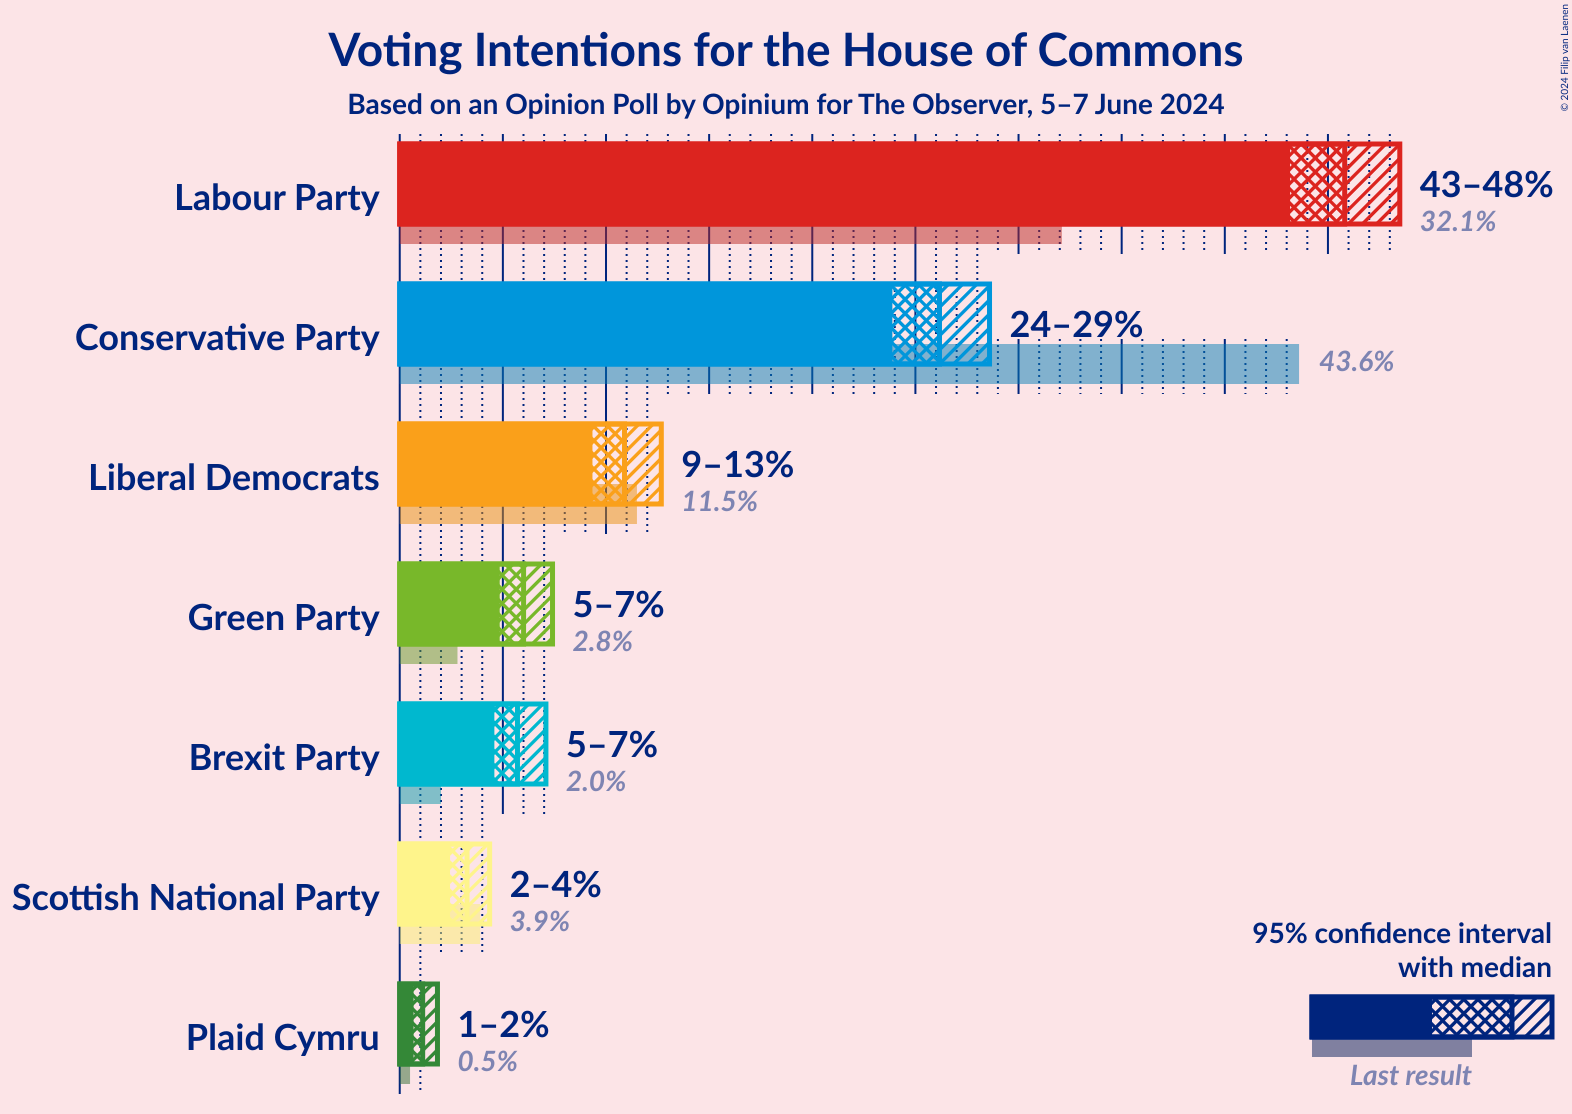 Voting Intentions for the House of Commons
Based on an Opinion Poll by Opinium for The Observer, 5–7 June 2024
© 2024 Filip van Laenen
Labour Party
43–48%
32.1%
Conservative Party
24–29%
43.6%
Liberal Democrats
9–13%
11.5%
Green Party
5–7%
2.8%
Brexit Party
5–7%
2.0%
Scottish National Party
2–4%
3.9%
Plaid Cymru
1–2%
0.5%
95% confidence interval
with median
Last result